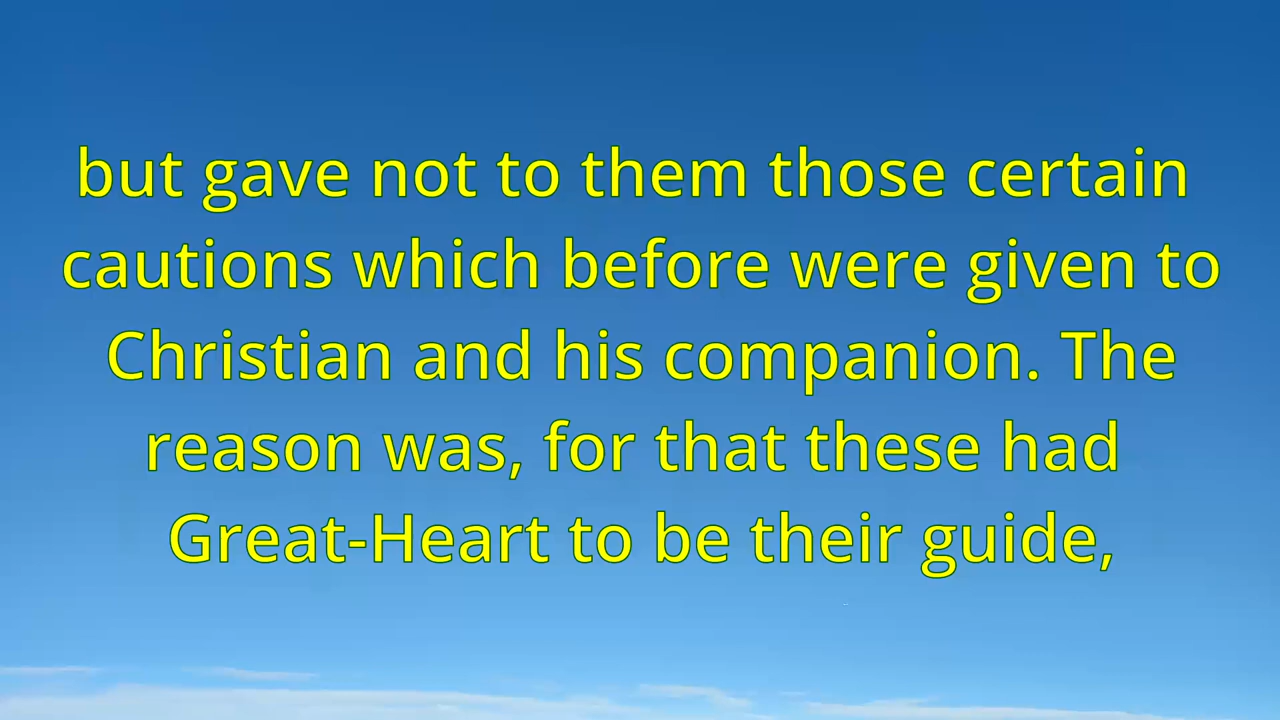 but gave not to them those certain
cautions which before were given to
Christian and his companion. The
reason was, for that these had
Great-Heart to be their guide,